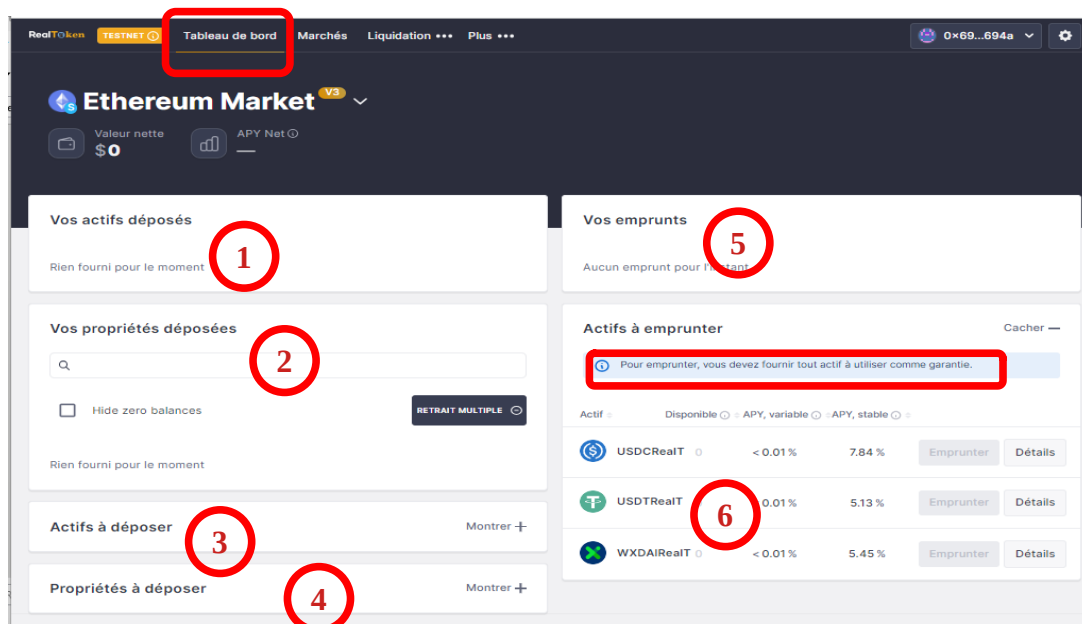 RealT⊙ken TESTNET Tableau de bord Marchés Liquidation ••• Plus ••• 0×69...694a
Ethereum Market V3
Valeur nette APY Net
$0 —
Vos actifs déposés
Rien fourni pour le moment
1
Vos emprunts
Aucun emprunt pour l'instant
5
Vos propriétés déposées
2
Hide zero balances RETRAIT MULTIPLE
Rien fourni pour le moment
Actifs à déposer Montrer +
3
Propriétés à déposer Montrer +
4
Actifs à emprunter Cacher —
Pour emprunter, vous devez fournir tout actif à utiliser comme garantie.
Actif Disponible APY, variable APY, stable
USDCRealT 0 < 0.01 % 7.84 % Emprunter Détails
USDTRealT 0.01 % 5.13 % Emprunter Détails
6
WXDAIRealT 0 < 0.01 % 5.45 % Emprunter Détails